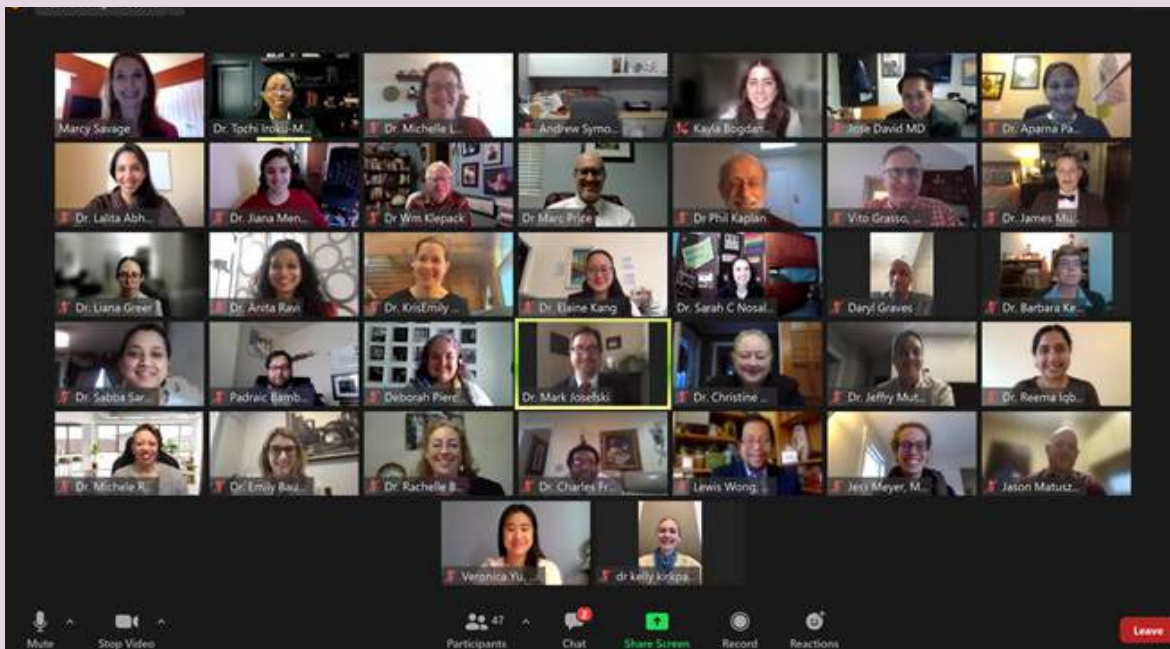 Marcy Savage
Dr. Tochi Iroku-M...
Dr. Michelle L...
Andrew Symo...
Kayla Bogdan...
Jose David MD
Dr. Aparna Pa...
Dr. Lalita Abh...
Dr. Jiana Men...
Dr Wm Klepack
Dr Marc Price
Dr Phil Kaplan
Vito Grasso, ...
Dr. James Mu...
Dr. Liana Greer
Dr. Anita Ravi
Dr. KrisEmily ...
Dr. Elaine Kang
Dr. Sarah C Nosal...
Daryl Graves
Dr. Barbara Ke...
Dr. Sabba Sar...
Padraic Bamb...
Deborah Pierc...
Dr. Mark Josefski
Dr. Christine ...
Dr. Jeffry Mut...
Dr. Reema Iqb...
Dr. Michele R...
Dr. Emily Bau...
Dr. Rachelle B...
Dr. Charles Fr...
Lewis Wong
Jess Meyer, M...
Jason Matusz...
Veronica Yu, ...
dr kelly kirkpa...
Mute
Stop Video
47
Participants
2
Chat
Share Screen
Record
Reactions
Leave